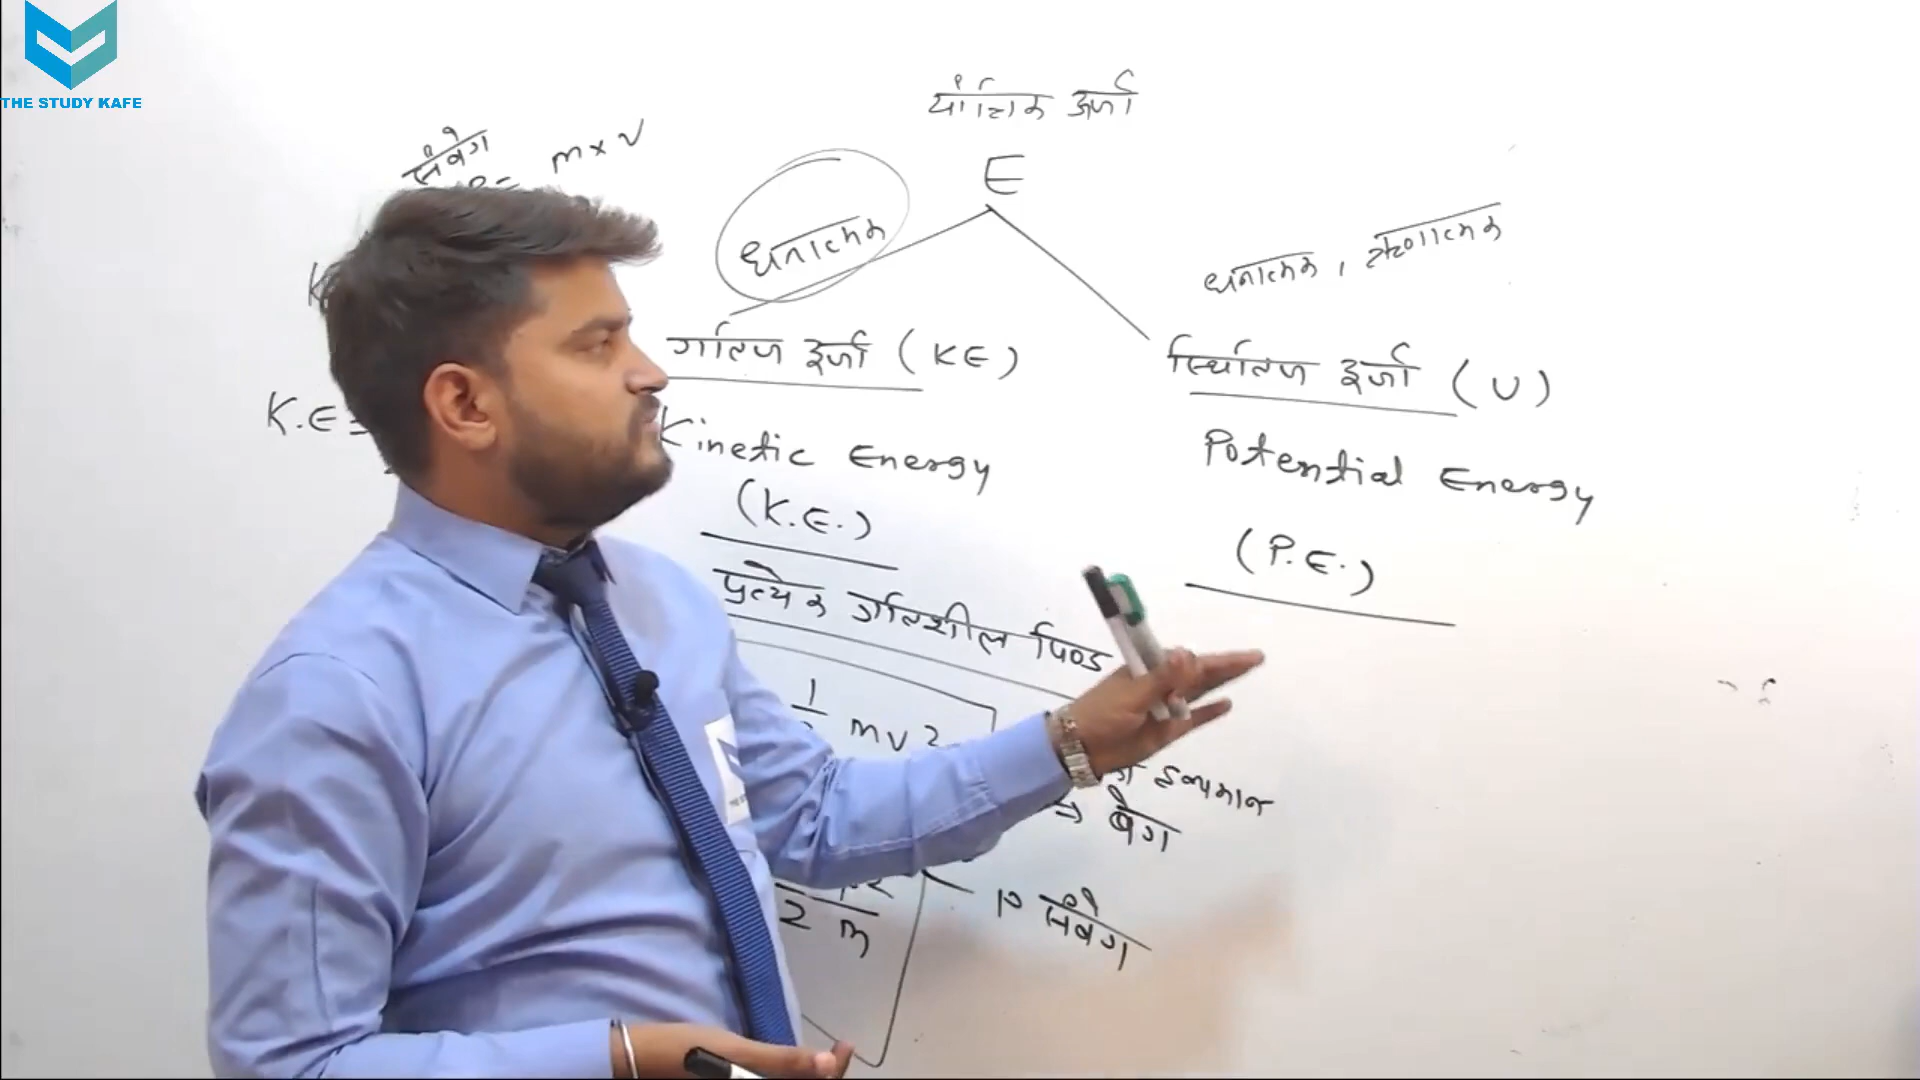 THE STUDY KAFE
यांत्रिक ऊर्जा
संवेग
P = m × v
E
धनात्मक
धनात्मक, ऋणात्मक
गतिज ऊर्जा (KE)
स्थितिज ऊर्जा (U)
K.E =
Kinetic Energy
Potential Energy
(K.E.)
(P.E.)
प्रत्येक गतिशील पिण्ड
1
mv2
द्रव्यमान
⇒ वेग
2 m
P संवेग